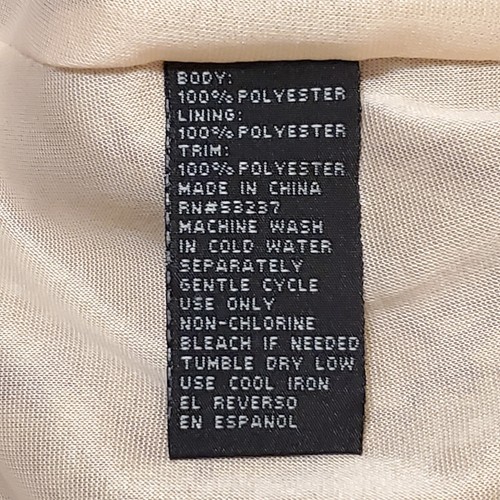 BODY:
100% POLYESTER
LINING:
100% POLYESTER
TRIM:
100% POLYESTER
MADE IN CHINA
RN#53237
MACHINE WASH
IN COLD WATER
SEPARATELY
GENTLE CYCLE
USE ONLY
NON-CHLORINE
BLEACH IF NEEDED
TUMBLE DRY LOW
USE COOL IRON
EL REVERSO
EN ESPANOL